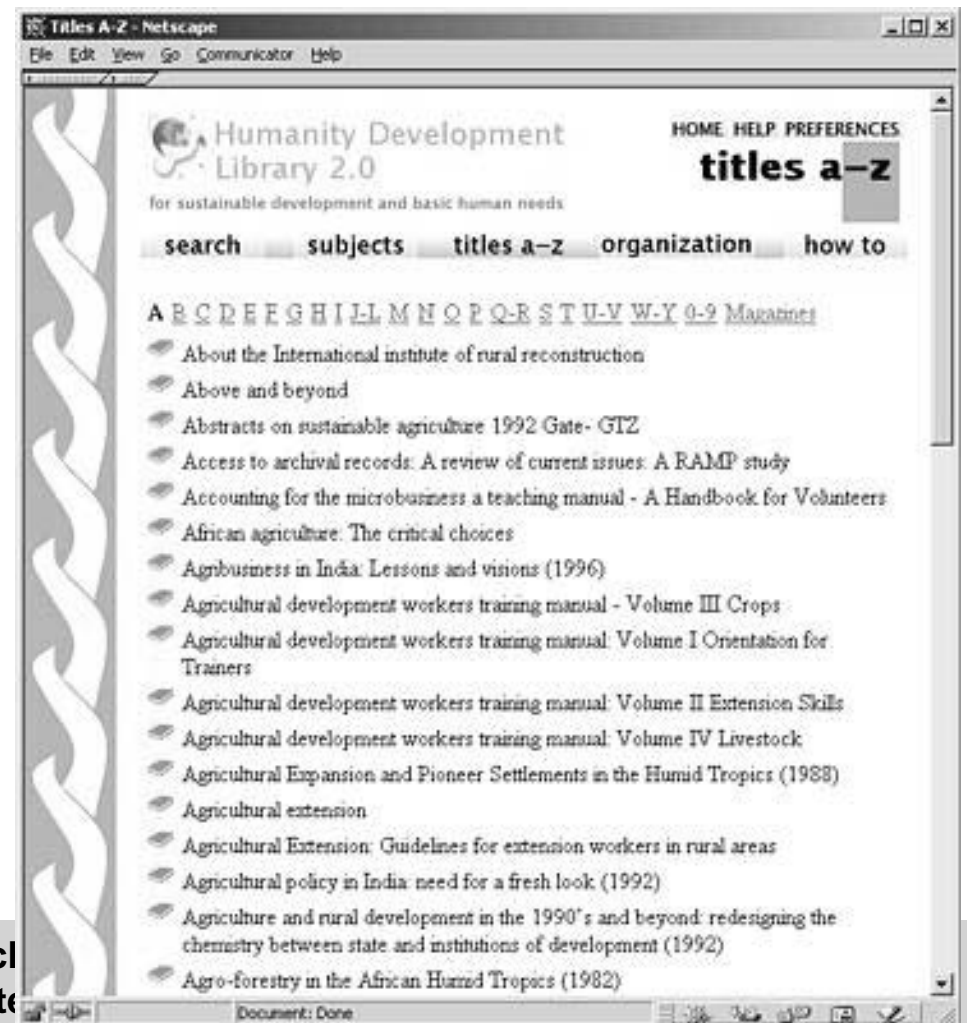 Titles A-Z - Netscape
File Edit View Go Communicator Help
Humanity Development
Library 2.0
for sustainable development and basic human needs
HOME HELP PREFERENCES
titles a–z
search subjects titles a–z organization how to
A B C D E F G H I J-L M N O P Q-R S T U-V W-Y 0-9 Magazines
About the International institute of rural reconstruction
Above and beyond
Abstracts on sustainable agriculture 1992 Gate- GTZ
Access to archival records: A review of current issues: A RAMP study
Accounting for the microbusiness a teaching manual - A Handbook for Volunteers
African agriculture: The critical choices
Agribusiness in India: Lessons and visions (1996)
Agricultural development workers training manual - Volume III Crops
Agricultural development workers training manual: Volume I Orientation for
Trainers
Agricultural development workers training manual: Volume II Extension Skills
Agricultural development workers training manual: Volume IV Livestock
Agricultural Expansion and Pioneer Settlements in the Humid Tropics (1988)
Agricultural extension
Agricultural Extension: Guidelines for extension workers in rural areas
Agricultural policy in India: need for a fresh look (1992)
Agriculture and rural development in the 1990's and beyond: redesigning the
chemistry between state and institutions of development (1992)
Agro-forestry in the African Humid Tropics (1982)
Document: Done